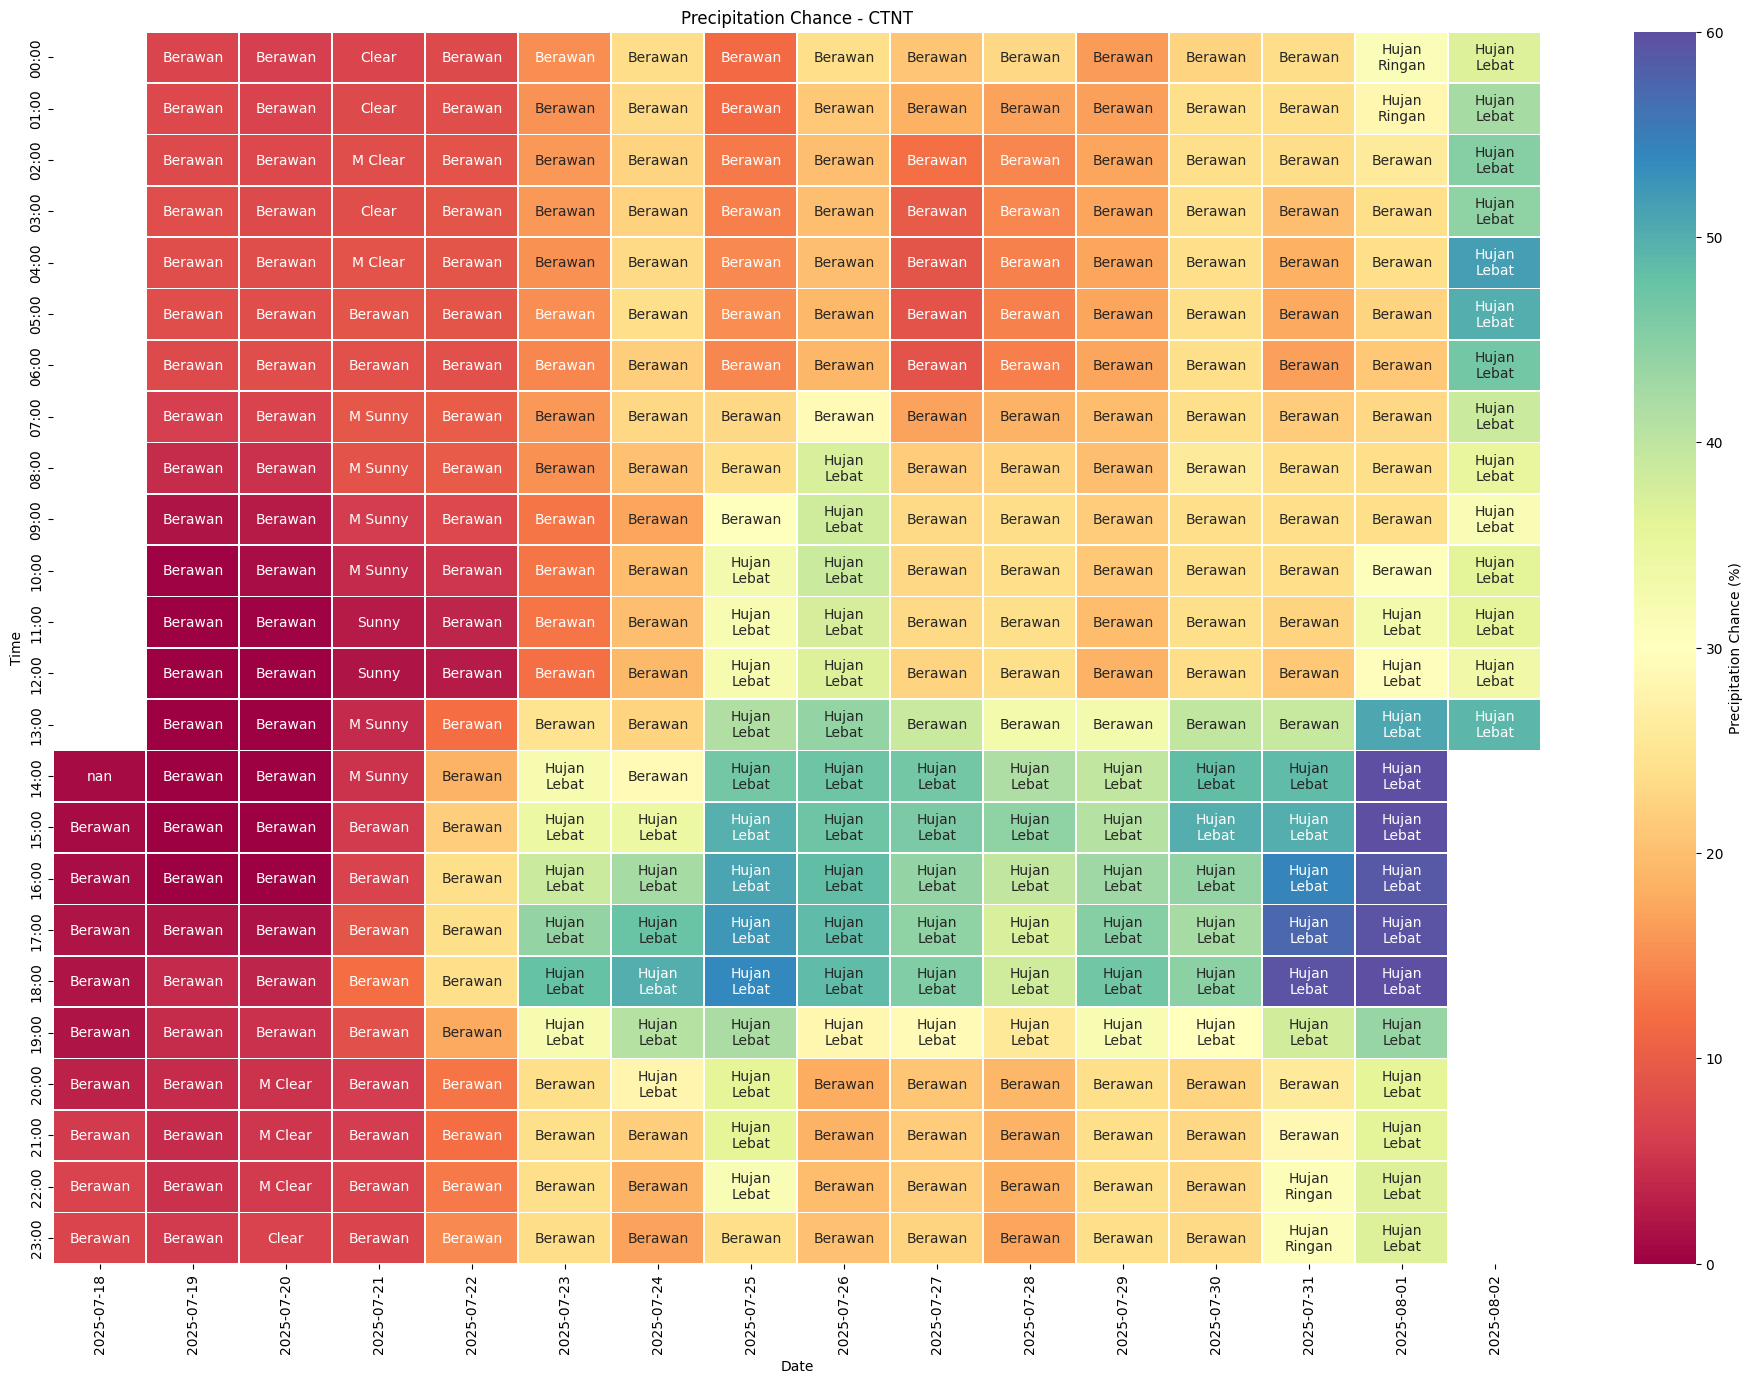 Precipitation Chance - CTNT
00:00 Berawan Berawan Clear Berawan Berawan Berawan Berawan Berawan Berawan Berawan Berawan Berawan Berawan Hujan Ringan Hujan Lebat
01:00 Berawan Berawan Clear Berawan Berawan Berawan Berawan Berawan Berawan Berawan Berawan Berawan Berawan Hujan Ringan Hujan Lebat
02:00 Berawan Berawan M Clear Berawan Berawan Berawan Berawan Berawan Berawan Berawan Berawan Berawan Berawan Berawan Hujan Lebat
03:00 Berawan Berawan Clear Berawan Berawan Berawan Berawan Berawan Berawan Berawan Berawan Berawan Berawan Berawan Hujan Lebat
04:00 Berawan Berawan M Clear Berawan Berawan Berawan Berawan Berawan Berawan Berawan Berawan Berawan Berawan Berawan Hujan Lebat
05:00 Berawan Berawan Berawan Berawan Berawan Berawan Berawan Berawan Berawan Berawan Berawan Berawan Berawan Berawan Hujan Lebat
06:00 Berawan Berawan Berawan Berawan Berawan Berawan Berawan Berawan Berawan Berawan Berawan Berawan Berawan Berawan Hujan Lebat
07:00 Berawan Berawan M Sunny Berawan Berawan Berawan Berawan Berawan Berawan Berawan Berawan Berawan Berawan Berawan Hujan Lebat
08:00 Berawan Berawan M Sunny Berawan Berawan Berawan Berawan Hujan Lebat Berawan Berawan Berawan Berawan Berawan Berawan Hujan Lebat
09:00 Berawan Berawan M Sunny Berawan Berawan Berawan Berawan Hujan Lebat Berawan Berawan Berawan Berawan Berawan Berawan Hujan Lebat
10:00 Berawan Berawan M Sunny Berawan Berawan Berawan Hujan Lebat Hujan Lebat Berawan Berawan Berawan Berawan Berawan Berawan Hujan Lebat
11:00 Berawan Berawan Sunny Berawan Berawan Berawan Hujan Lebat Hujan Lebat Berawan Berawan Berawan Berawan Berawan Hujan Lebat Hujan Lebat
12:00 Berawan Berawan Sunny Berawan Berawan Berawan Hujan Lebat Hujan Lebat Berawan Berawan Berawan Berawan Berawan Hujan Lebat Hujan Lebat
13:00 Berawan Berawan M Sunny Berawan Berawan Berawan Hujan Lebat Hujan Lebat Berawan Berawan Berawan Berawan Berawan Hujan Lebat Hujan Lebat
14:00 nan Berawan Berawan M Sunny Berawan Hujan Lebat Berawan Hujan Lebat Hujan Lebat Hujan Lebat Hujan Lebat Hujan Lebat Hujan Lebat Hujan Lebat Hujan Lebat
15:00 Berawan Berawan Berawan Berawan Berawan Hujan Lebat Hujan Lebat Hujan Lebat Hujan Lebat Hujan Lebat Hujan Lebat Hujan Lebat Hujan Lebat Hujan Lebat Hujan Lebat
16:00 Berawan Berawan Berawan Berawan Berawan Hujan Lebat Hujan Lebat Hujan Lebat Hujan Lebat Hujan Lebat Hujan Lebat Hujan Lebat Hujan Lebat Hujan Lebat Hujan Lebat
17:00 Berawan Berawan Berawan Berawan Berawan Hujan Lebat Hujan Lebat Hujan Lebat Hujan Lebat Hujan Lebat Hujan Lebat Hujan Lebat Hujan Lebat Hujan Lebat Hujan Lebat
18:00 Berawan Berawan Berawan Berawan Berawan Hujan Lebat Hujan Lebat Hujan Lebat Hujan Lebat Hujan Lebat Hujan Lebat Hujan Lebat Hujan Lebat Hujan Lebat Hujan Lebat
19:00 Berawan Berawan Berawan Berawan Berawan Hujan Lebat Hujan Lebat Hujan Lebat Hujan Lebat Hujan Lebat Hujan Lebat Hujan Lebat Hujan Lebat Hujan Lebat Hujan Lebat
20:00 Berawan Berawan M Clear Berawan Berawan Berawan Hujan Lebat Hujan Lebat Berawan Berawan Berawan Berawan Berawan Berawan Hujan Lebat
21:00 Berawan Berawan M Clear Berawan Berawan Berawan Berawan Hujan Lebat Berawan Berawan Berawan Berawan Berawan Berawan Hujan Lebat
22:00 Berawan Berawan M Clear Berawan Berawan Berawan Berawan Hujan Lebat Berawan Berawan Berawan Berawan Berawan Hujan Ringan Hujan Lebat
23:00 Berawan Berawan Clear Berawan Berawan Berawan Berawan Berawan Berawan Berawan Berawan Berawan Berawan Hujan Ringan Hujan Lebat
Time
2025-07-18 2025-07-19 2025-07-20 2025-07-21 2025-07-22 2025-07-23 2025-07-24 2025-07-25 2025-07-26 2025-07-27 2025-07-28 2025-07-29 2025-07-30 2025-07-31 2025-08-01 2025-08-02
Date
60
50
40
30
20
10
0
Precipitation Chance (%)